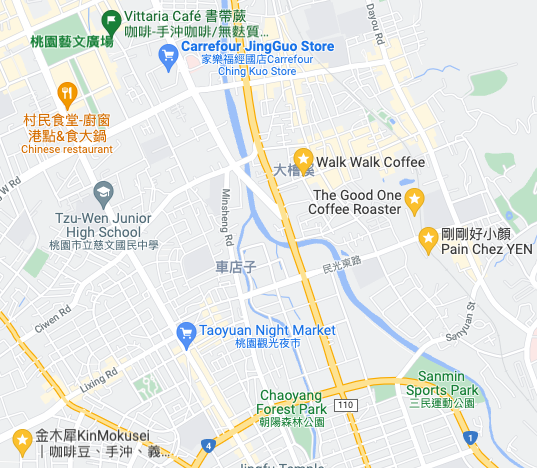 Vittaria Café 書帶蕨
咖啡-手沖咖啡/無麩質...
桃園藝文廣場
Dayou Rd
Carrefour JingGuo Store
家樂福經國店Carrefour
Ching Kuo Store
村民食堂-廚窗
港點&食大鍋
Chinese restaurant
大檜溪
Walk Walk Coffee
W Rd
Tzu-Wen Junior
High School
桃園市立慈文國民中學
Minsheng Rd
The Good One
Coffee Roaster
剛剛好小顏
Pain Chez YEN
車店子
民光東路
Ciwen Rd
Taoyuan Night Market
桃園觀光夜市
Sanyuan St
Lixing Rd
Chaoyang
Forest Park
朝陽森林公園
Sanmin
Sports Park
三民運動公園
110
金木犀KinMokusei
｜咖啡豆、手沖、義...
4
1
Jingfu Temple